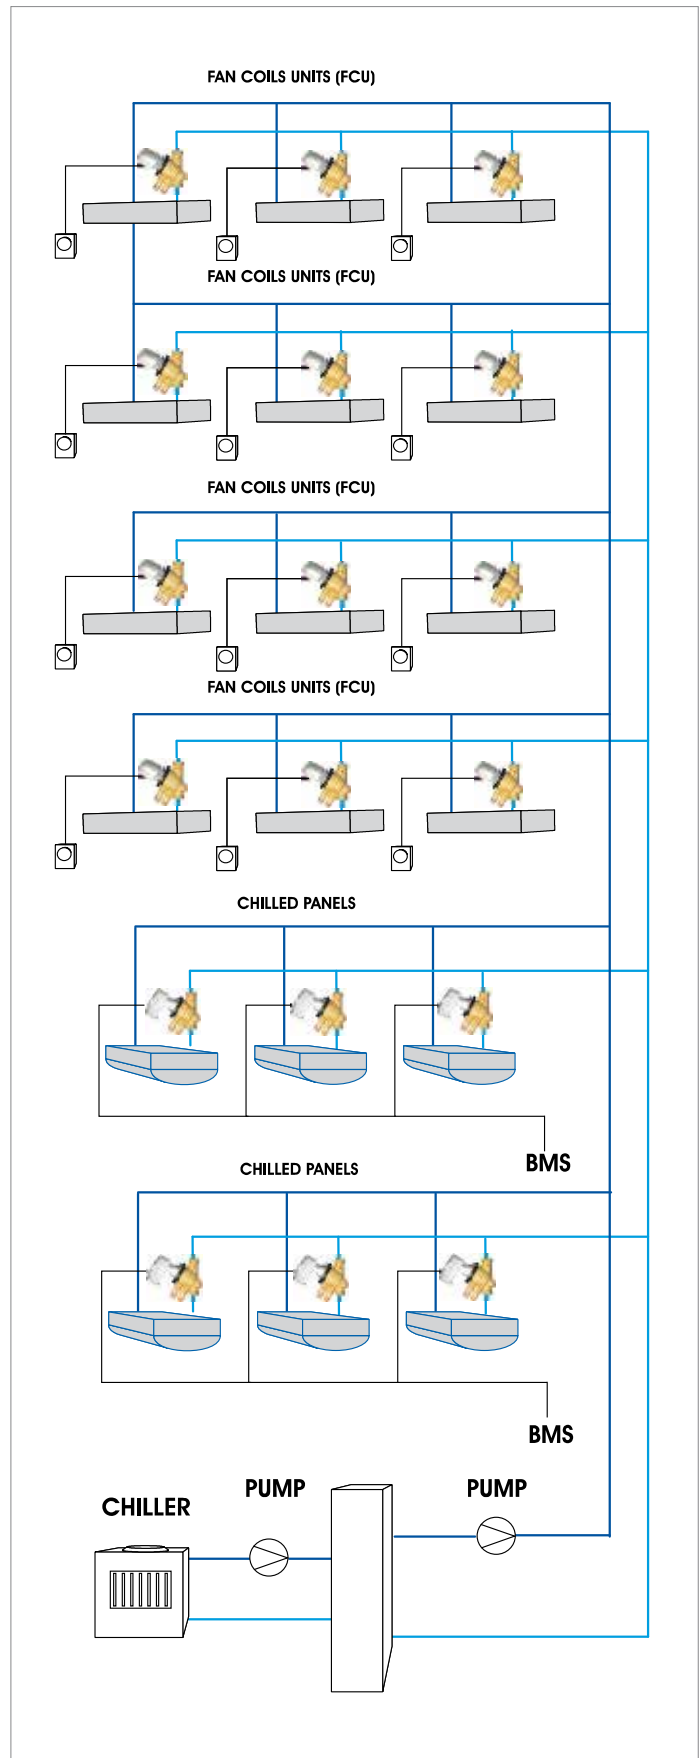 FAN COILS UNITS (FCU)
FAN COILS UNITS (FCU)
FAN COILS UNITS (FCU)
FAN COILS UNITS (FCU)
CHILLED PANELS
BMS
CHILLED PANELS
BMS
CHILLER
PUMP
PUMP